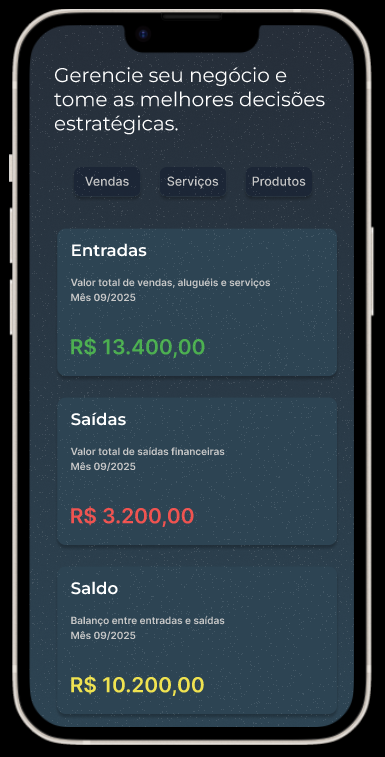 Gerencie seu negócio e
tome as melhores decisões
estratégicas.
Vendas Serviços Produtos
Entradas
Valor total de vendas, aluguéis e serviços
Mês 09/2025
R$ 13.400,00
Saídas
Valor total de saídas financeiras
Mês 09/2025
R$ 3.200,00
Saldo
Balanço entre entradas e saídas
Mês 09/2025
R$ 10.200,00